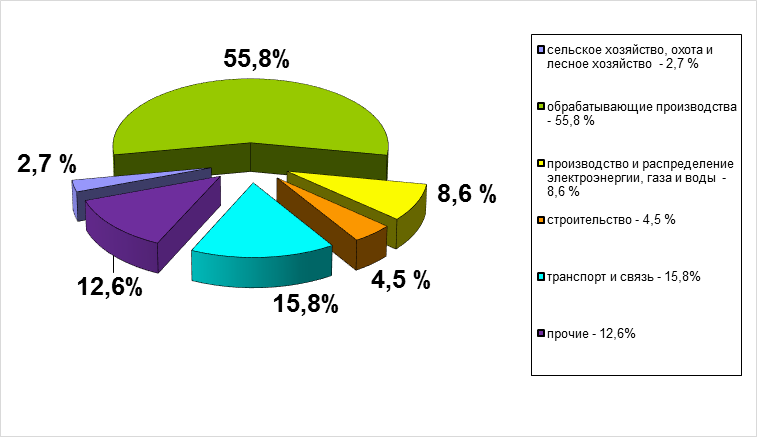 55,8%
2,7 %
8,6 %
4,5 %
12,6%
15,8%
сельское хозяйство, охота и
лесное хозяйство - 2,7 %
обрабатывающие производства
- 55,8 %
производство и распределение
электроэнергии, газа и воды -
8,6 %
строительство - 4,5 %
транспорт и связь - 15,8%
прочие - 12,6%